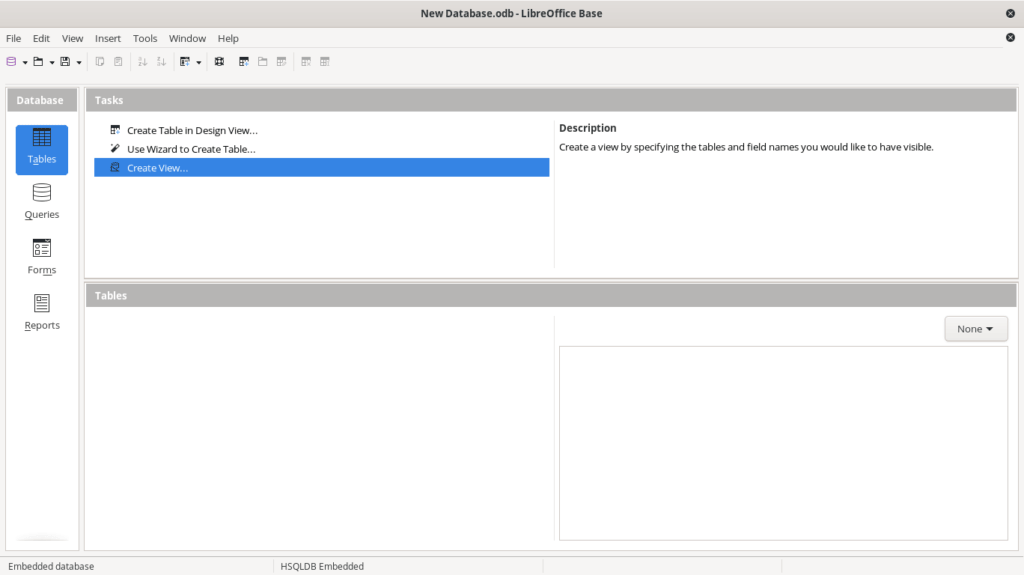 New Database.odb - LibreOffice Base
File Edit View Insert Tools Window Help
Database
Tables
Queries
Forms
Reports
Tasks
Create Table in Design View...
Use Wizard to Create Table...
Create View...
Description
Create a view by specifying the tables and field names you would like to have visible.
Tables
None
Embedded database
HSQLDB Embedded